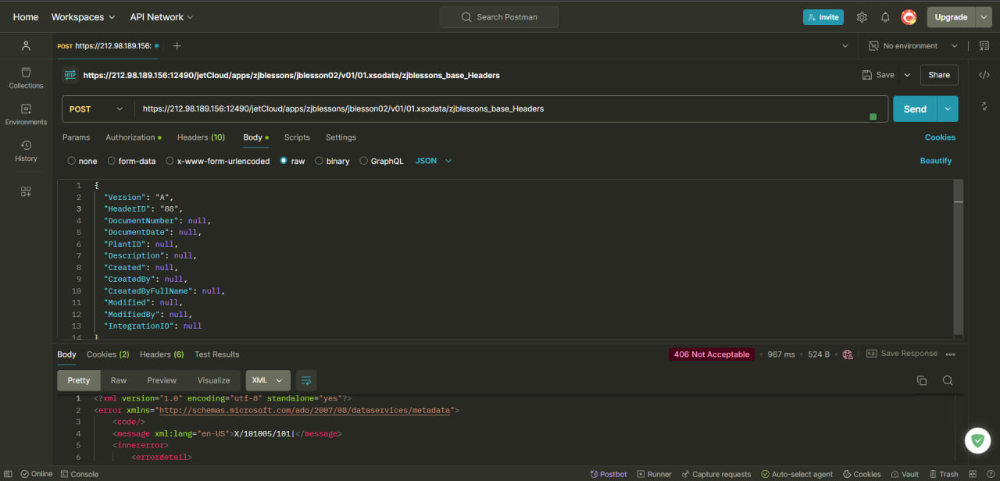 Home Workspaces API Network Search Postman Invite Upgrade
POST https://212.98.189.156: No environment
https://212.98.189.156:12490/jetCloud/apps/zjblessons/jblesson02/v01/01.xsodata/zjblessons_base_Headers Save Share
POST https://212.98.189.156:12490/jetCloud/apps/zjblessons/jblesson02/v01/01.xsodata/zjblessons_base_Headers Send
Collections
Environments
History
Params Authorization Headers (10) Body Scripts Settings Cookies
none form-data x-www-form-urlencoded raw binary GraphQL JSON Beautify
1 {
2 "Version": "A",
3 "HeaderID": "88",
4 "DocumentNumber": null,
5 "DocumentDate": null,
6 "PlantID": null,
7 "Description": null,
8 "Created": null,
9 "CreatedBy": null,
10 "CreatedByFullName": null,
11 "Modified": null,
12 "ModifiedBy": null,
13 "IntegrationID": null
14 }
Body Cookies (2) Headers (6) Test Results 406 Not Acceptable 967 ms 524 B Save Response
Pretty Raw Preview Visualize XML
1 <?xml version="1.0" encoding="utf-8" standalone="yes"?>
2 <error xmlns="http://schemas.microsoft.com/ado/2007/08/dataservices/metadata">
3 <code/>
4 <message xml:lang="en-US">X/101005/101|</message>
5 <innererror>
6 <errordetail>
Online Console Postbot Runner Capture requests Auto-select agent Cookies Vault Trash